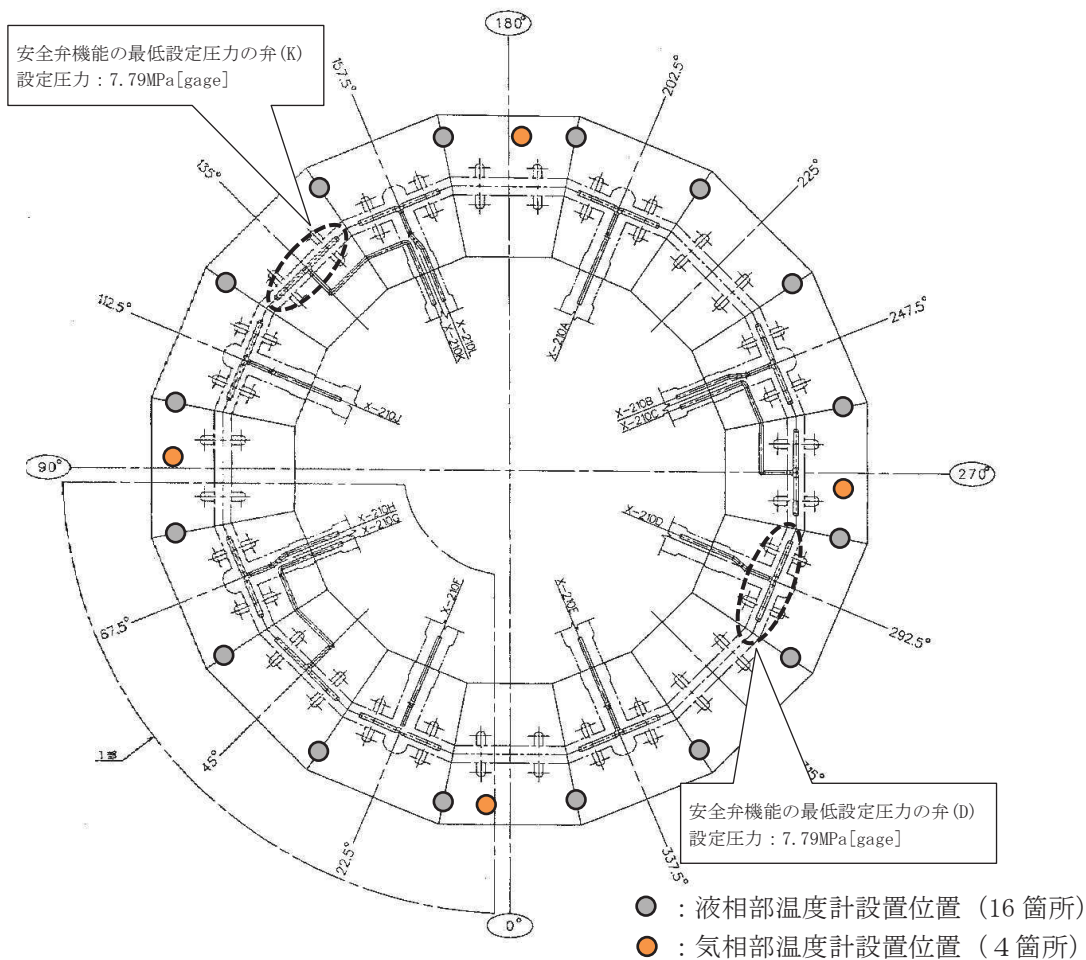 180°
安全弁機能の最低設定圧力の弁(K)
設定圧力：7.79MPa[gage]
157.5°
202.5°
135°
225°
112.5°
247.5°
X-210L
X-210K
X-210A
X-210J
X-210B
X-210C
90°
270°
X-210H
X-210G
X-210D
X-210E
X-210F
67.5°
292.5°
45°
22.5°
337.5°
0°
安全弁機能の最低設定圧力の弁(D)
設定圧力：7.79MPa[gage]
：液相部温度計設置位置（16 箇所）
：気相部温度計設置位置（４箇所）